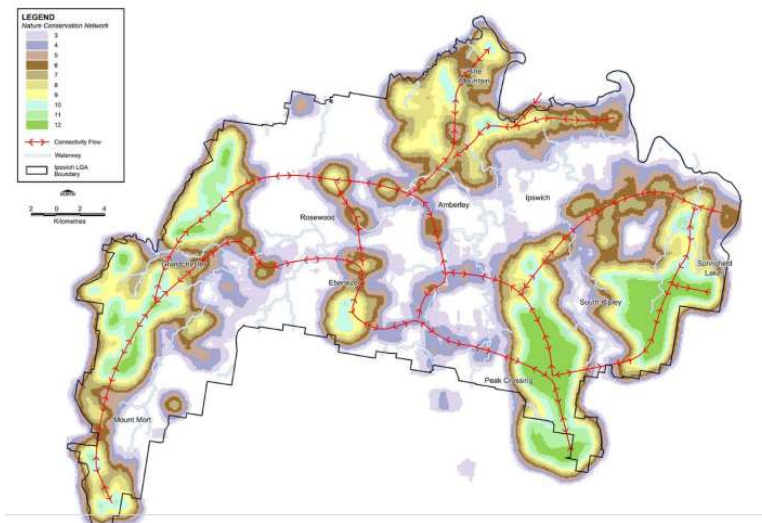 LEGEND
Nature Conservation Network
3
4
5
6
7
8
9
10
11
12
Connectivity Flow
Waterway
Ipswich LGA
Boundary
2 0 2 4
Kilometres
Pine
Mountain
Amberley
Ipswich
Rosewood
Grandchester
Ebenezer
Springfield
Lakes
South Ripley
Peak Crossing
Mount Mort